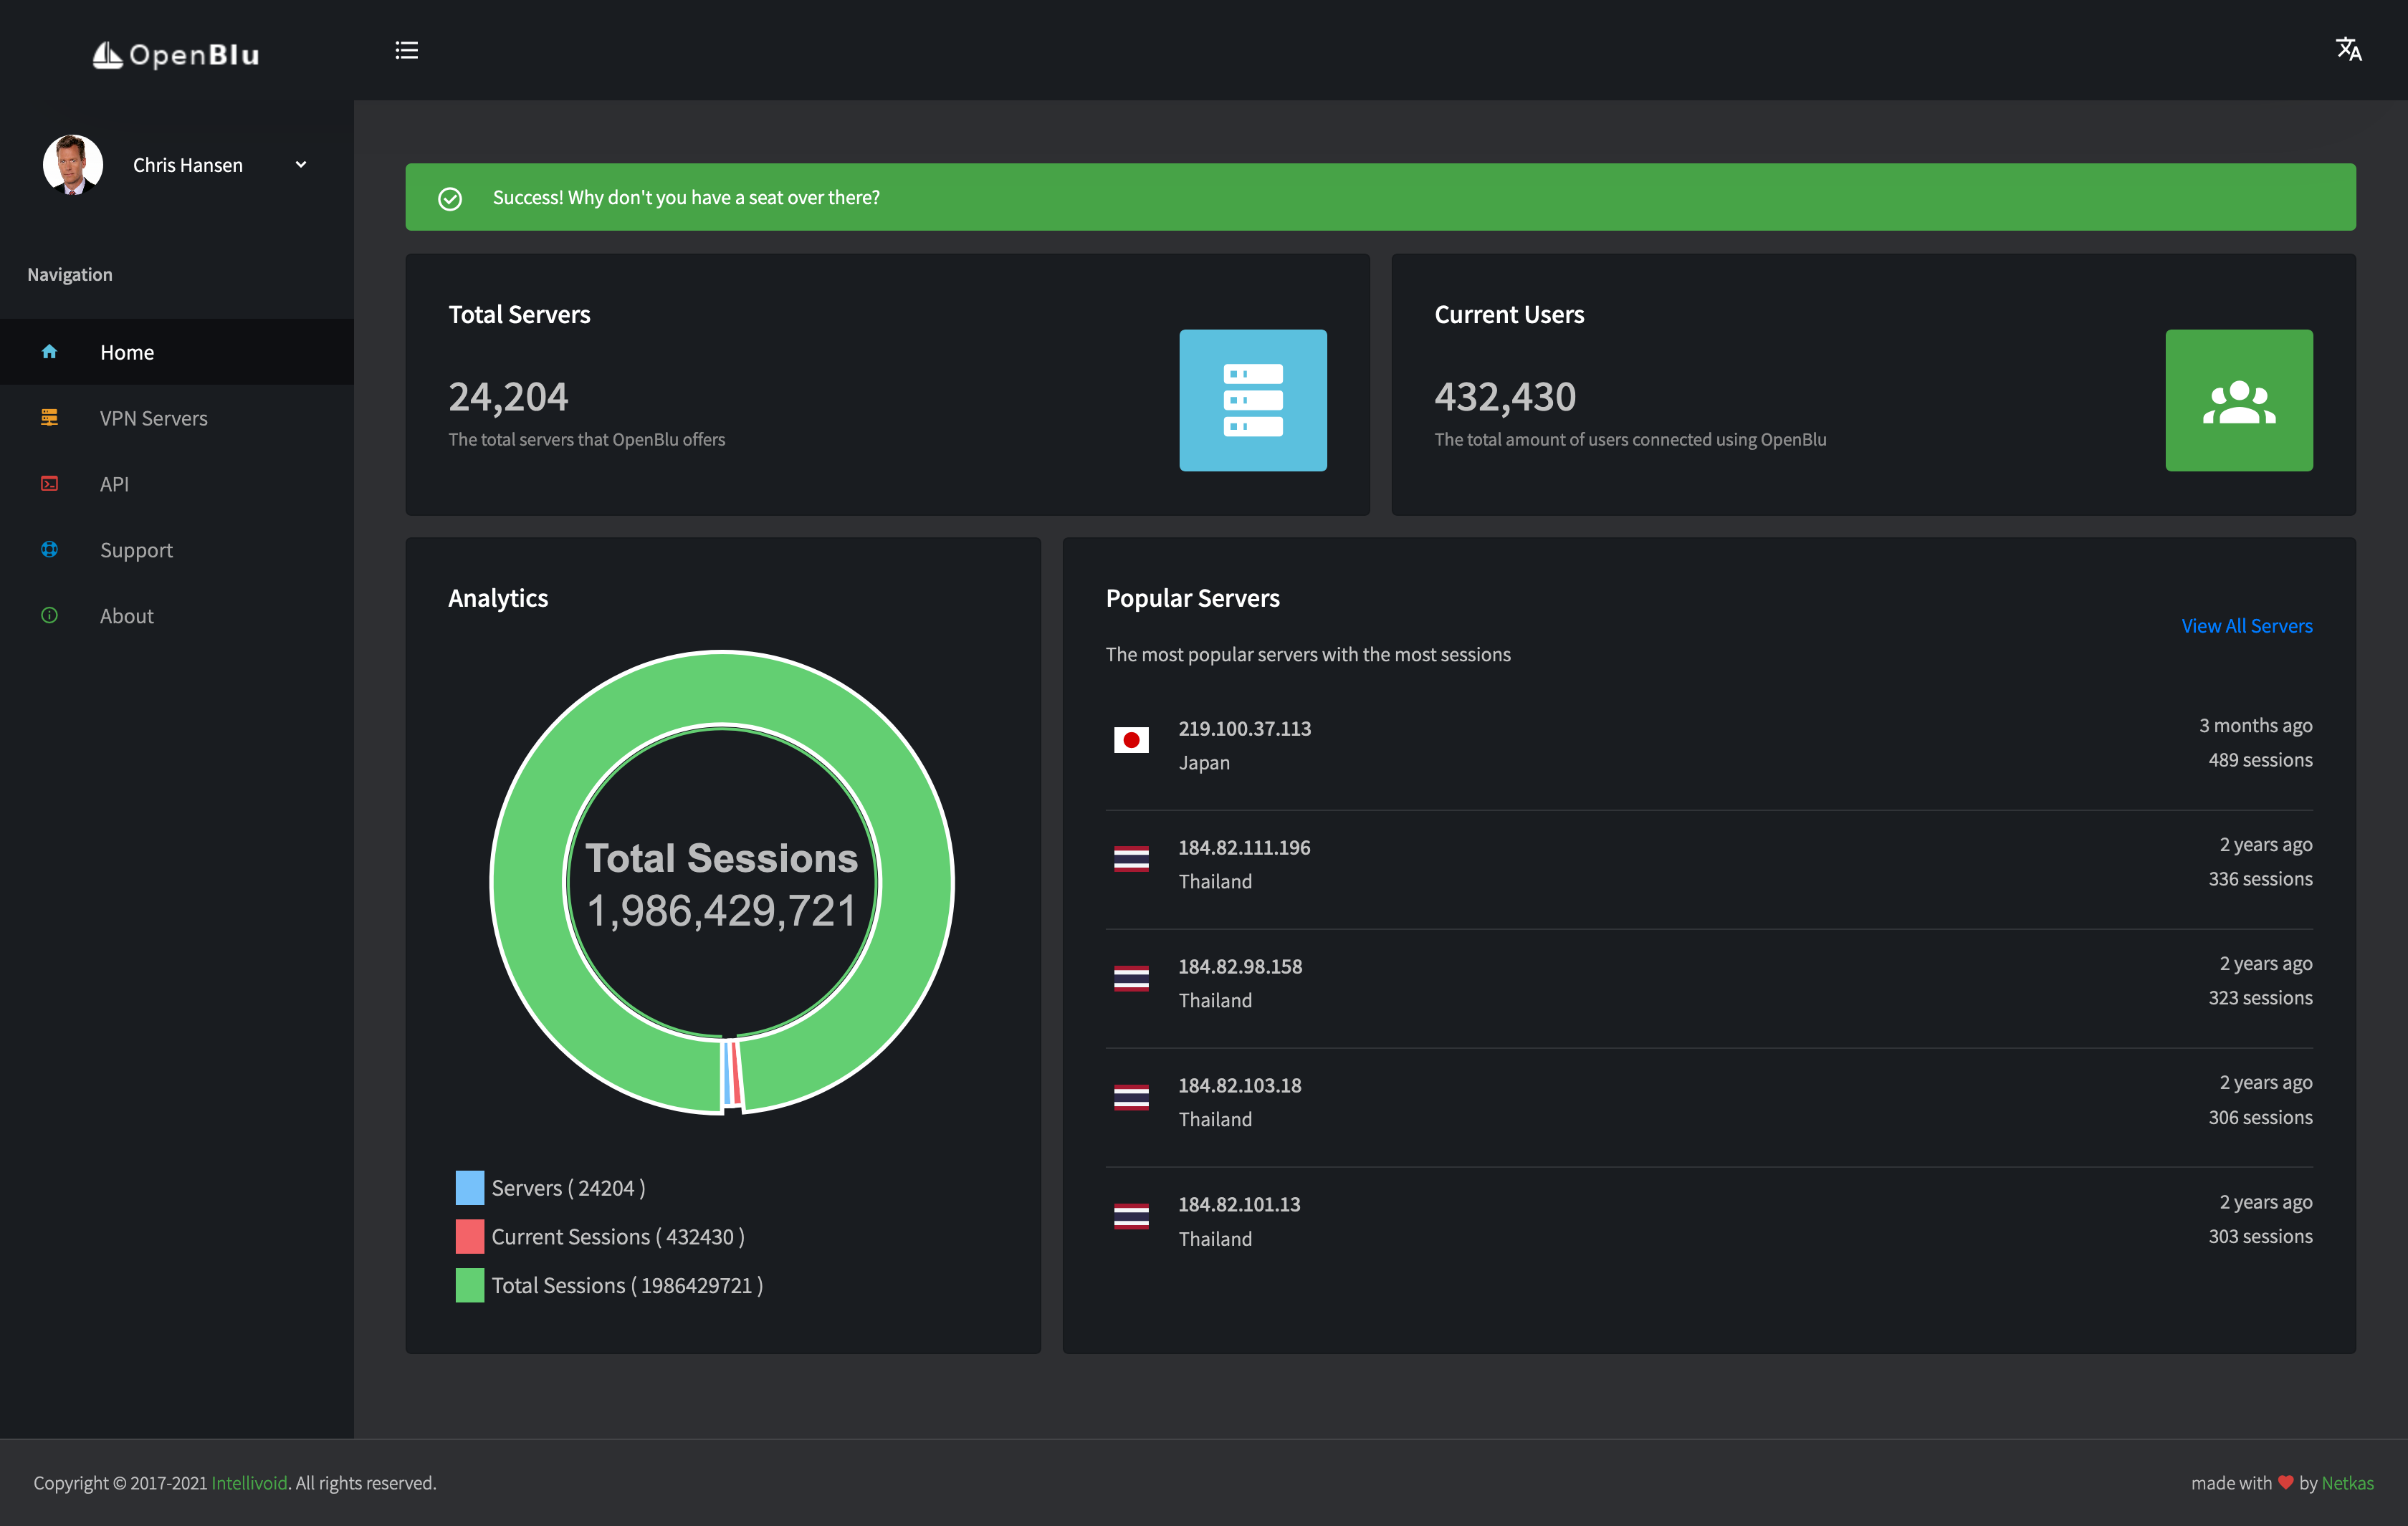 OpenBlu
Chris Hansen
Navigation
Home
VPN Servers
API
Support
About
Success! Why don't you have a seat over there?
Total Servers
24,204
The total servers that OpenBlu offers
Current Users
432,430
The total amount of users connected using OpenBlu
Analytics
Total Sessions
1,986,429,721
Servers ( 24204 )
Current Sessions ( 432430 )
Total Sessions ( 1986429721 )
Popular Servers
View All Servers
The most popular servers with the most sessions
219.100.37.113
Japan
3 months ago
489 sessions
184.82.111.196
Thailand
2 years ago
336 sessions
184.82.98.158
Thailand
2 years ago
323 sessions
184.82.103.18
Thailand
2 years ago
306 sessions
184.82.101.13
Thailand
2 years ago
303 sessions
Copyright © 2017-2021 Intellivoid. All rights reserved.
made with ❤ by Netkas